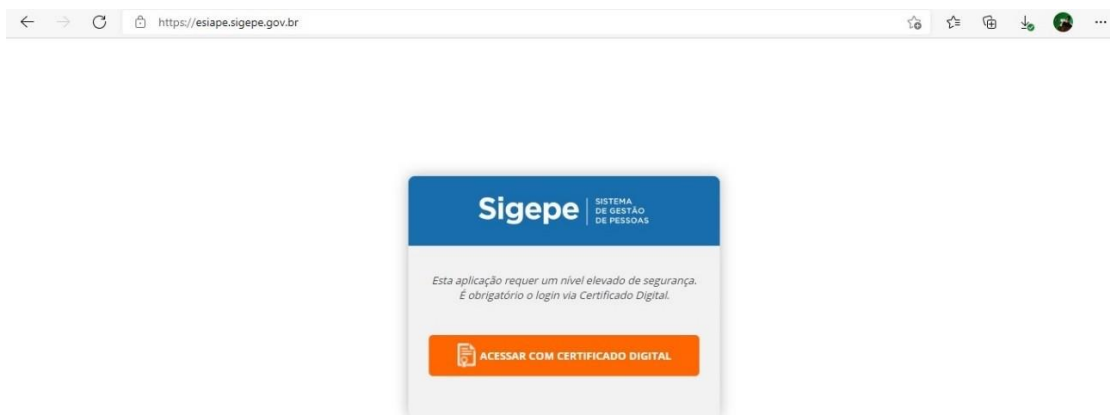 https://esiape.sigepe.gov.br
Sigepe
SISTEMA
DE GESTÃO
DE PESSOAS
Esta aplicação requer um nível elevado de segurança.
É obrigatório o login via Certificado Digital.
ACESSAR COM CERTIFICADO DIGITAL